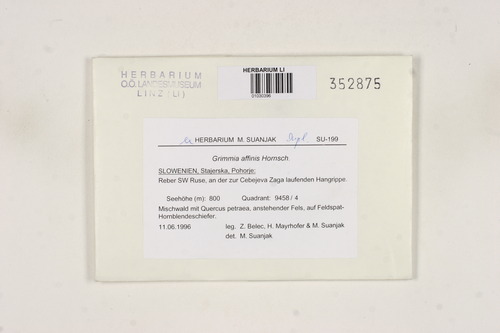 HERBARIUM
O.Ö. LANDESMUSEUM
LINZ (LI)
HERBARIUM LI
01030396
352875
HERBARIUM M. SUANJAK
SU-199
Grimmia affinis Hornsch.
SLOWENIEN, Stajerska, Pohorje:
Reber SW Ruse, an der zur Cebejeva Zaga laufenden Hangrippe.
Seehöhe (m): 800 Quadrant: 9458 / 4
Mischwald mit Quercus petraea, anstehender Fels, auf Feldspat-
Hornblendeschiefer.
11.06.1996 leg. Z. Belec, H. Mayrhofer & M. Suanjak
det. M. Suanjak